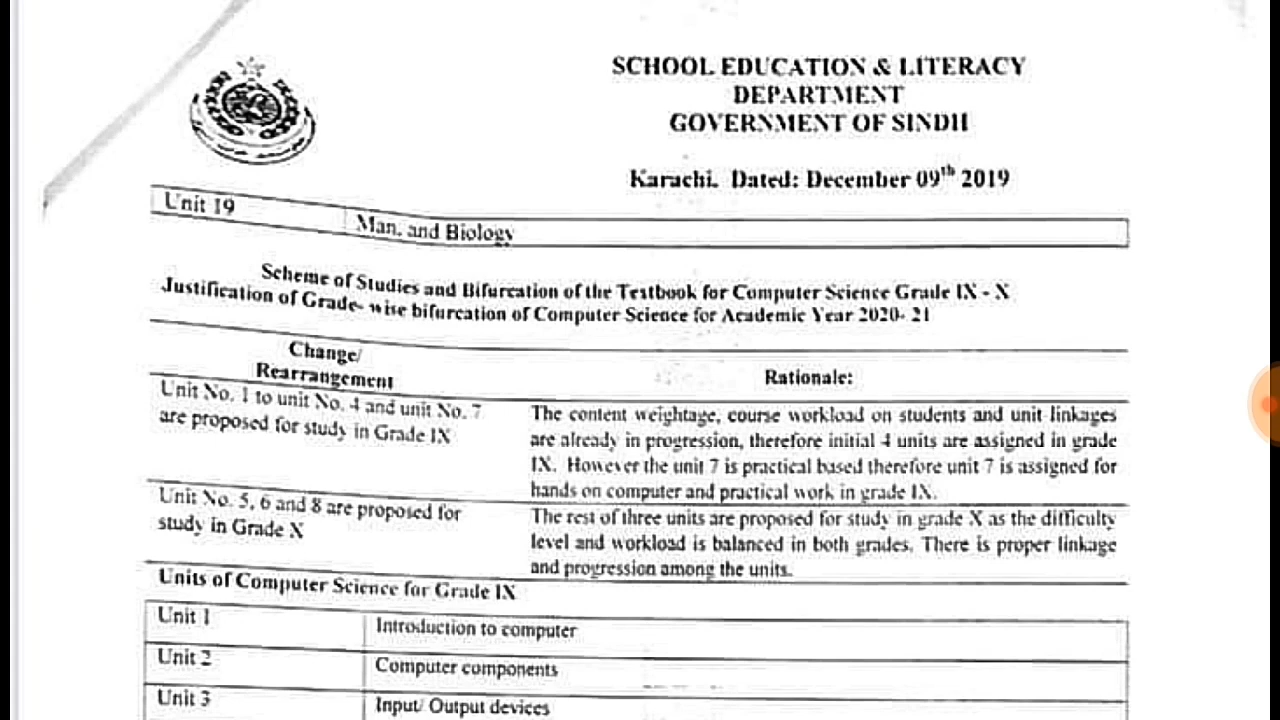 SCHOOL EDUCATION & LITERACY
DEPARTMENT
GOVERNMENT OF SINDH
Karachi. Dated: December 09th 2019
Unit 19
Man. and Biology
Scheme of Studies and Bifurcation of the Testbook for Computer Science Grade IX - X
Justification of Grade- wise bifurcation of Computer Science for Academic Year 2020- 21
Change/
Rearrangement
Rationale:
Unit No. 1 to unit No. 4 and unit No. 7
are proposed for study in Grade IX
The content weightage, course workload on students and unit linkages
are already in progression, therefore initial 4 units are assigned in grade
IX. However the unit 7 is practical based therefore unit 7 is assigned for
hands on computer and practical work in grade IX.
Unit No. 5, 6 and 8 are proposed for
study in Grade X
The rest of three units are proposed for study in grade X as the difficulty
level and workload is balanced in both grades. There is proper linkage
and progression among the units.
Units of Computer Science for Grade IX
Unit 1
Introduction to computer
Unit 2
Computer components
Unit 3
Input/ Output devices